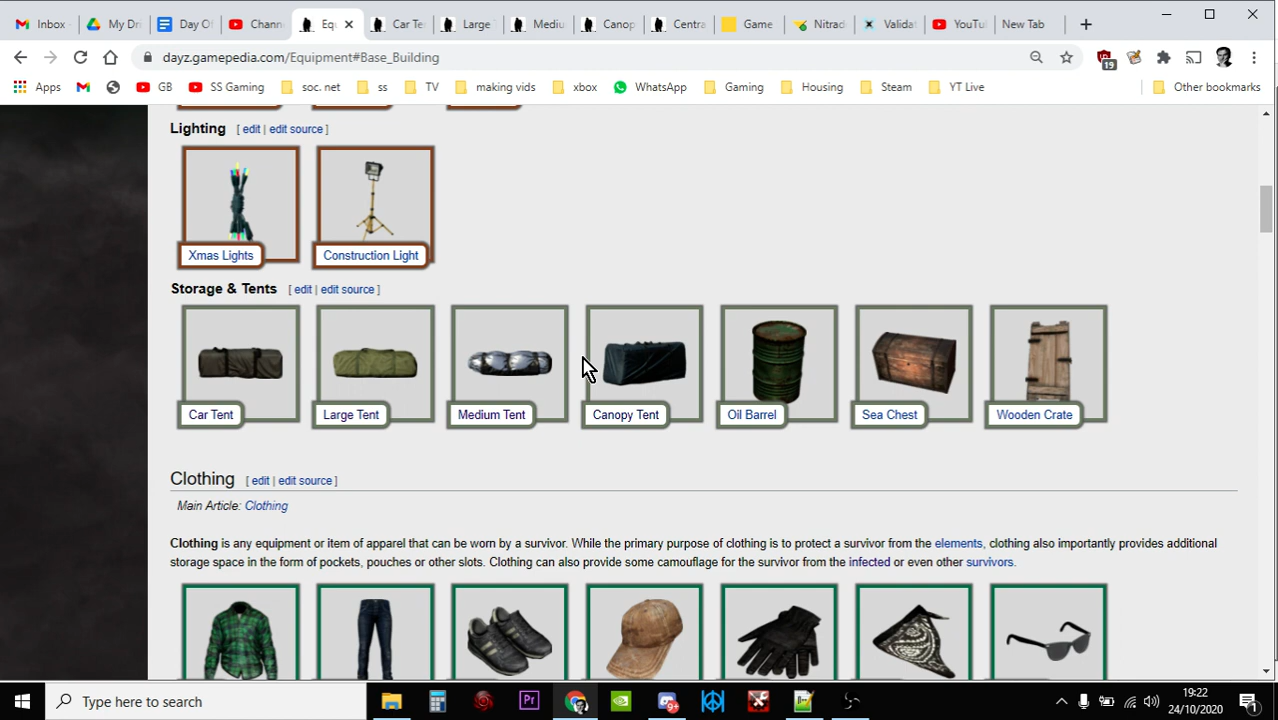 Inbox
My Dri
Day Of
Chann
Equ
Car Te
Large
Mediu
Canop
Centra
Game
Nitrad
Validat
YouTu
New Tab
dayz.gamepedia.com/Equipment#Base_Building
19
Apps
GB
SS Gaming
soc. net
ss
TV
making vids
xbox
WhatsApp
Gaming
Housing
Steam
YT Live
Other bookmarks
Lighting [ edit | edit source ]
Xmas Lights
Construction Light
Storage & Tents [ edit | edit source ]
Car Tent
Large Tent
Medium Tent
Canopy Tent
Oil Barrel
Sea Chest
Wooden Crate
Clothing [ edit | edit source ]
Main Article: Clothing
Clothing is any equipment or item of apparel that can be worn by a survivor. While the primary purpose of clothing is to protect a survivor from the elements, clothing also importantly provides additional
storage space in the form of pockets, pouches or other slots. Clothing can also provide some camouflage for the survivor from the infected or even other survivors.
Type here to search
Pr
9+
19:22
24/10/2020
1